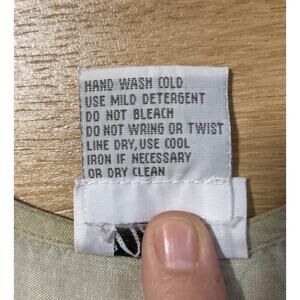 HAND WASH COLD
USE MILD DETERGENT
DO NOT BLEACH
DO NOT WRING OR TWIST
LINE DRY, USE COOL
IRON IF NECESSARY
OR DRY CLEAN